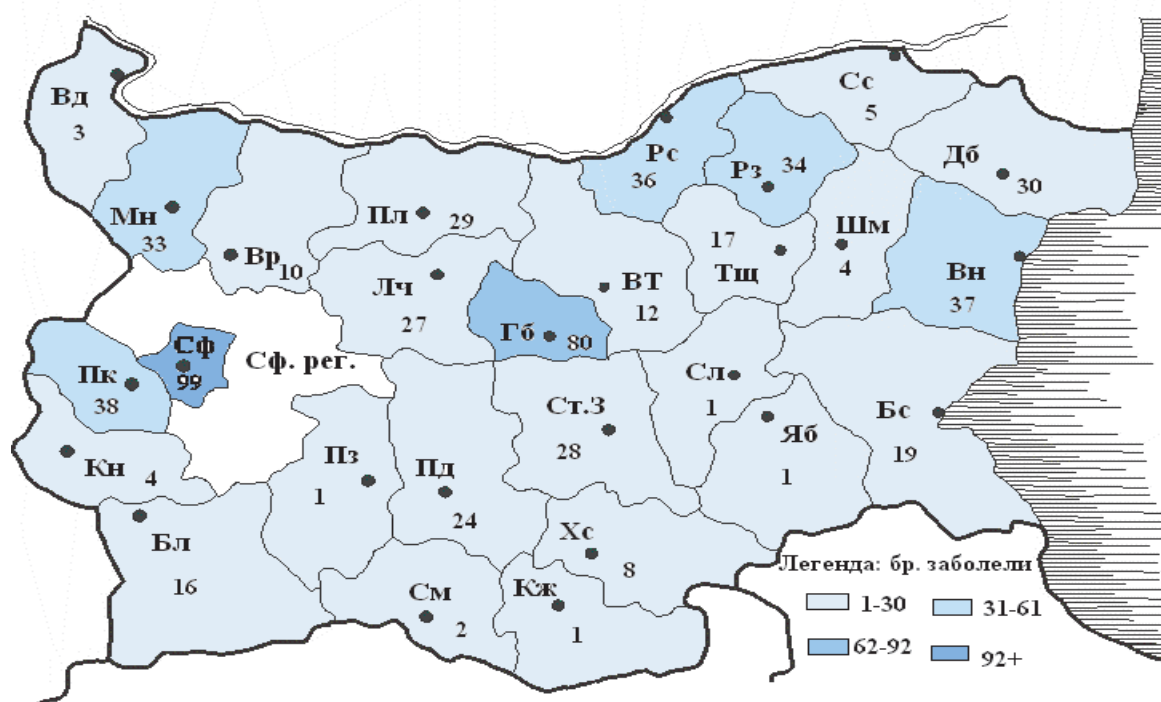 Вд
3
Мн
33
Вр
10
Пл
29
Лч
27
Гб
80
ВТ
12
Рс
36
Рз
34
Сс
5
Дб
30
17
Тщ
Шм
4
Вн
37
Сф
99
Сф. рег.
Пк
38
Кн
4
Бл
16
Пз
1
Пд
24
Ст.З
28
Сл
1
Яб
1
Бс
19
Хс
8
См
2
Кж
1
Легенда: бр. заболели
1-30
31-61
62-92
92+